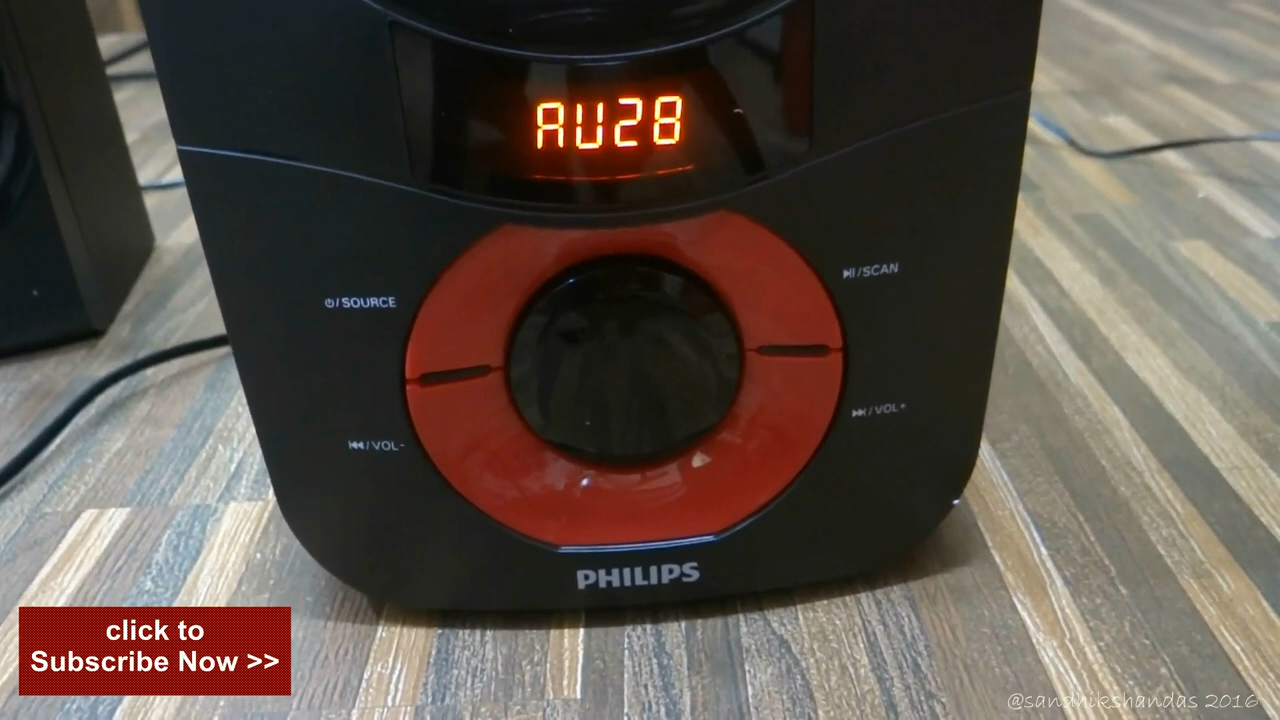 AU28
⏻/SOURCE
⏯/SCAN
⏮/VOL-
⏭/VOL+
PHILIPS
click to
Subscribe Now >>
@sandhikshandas 2016